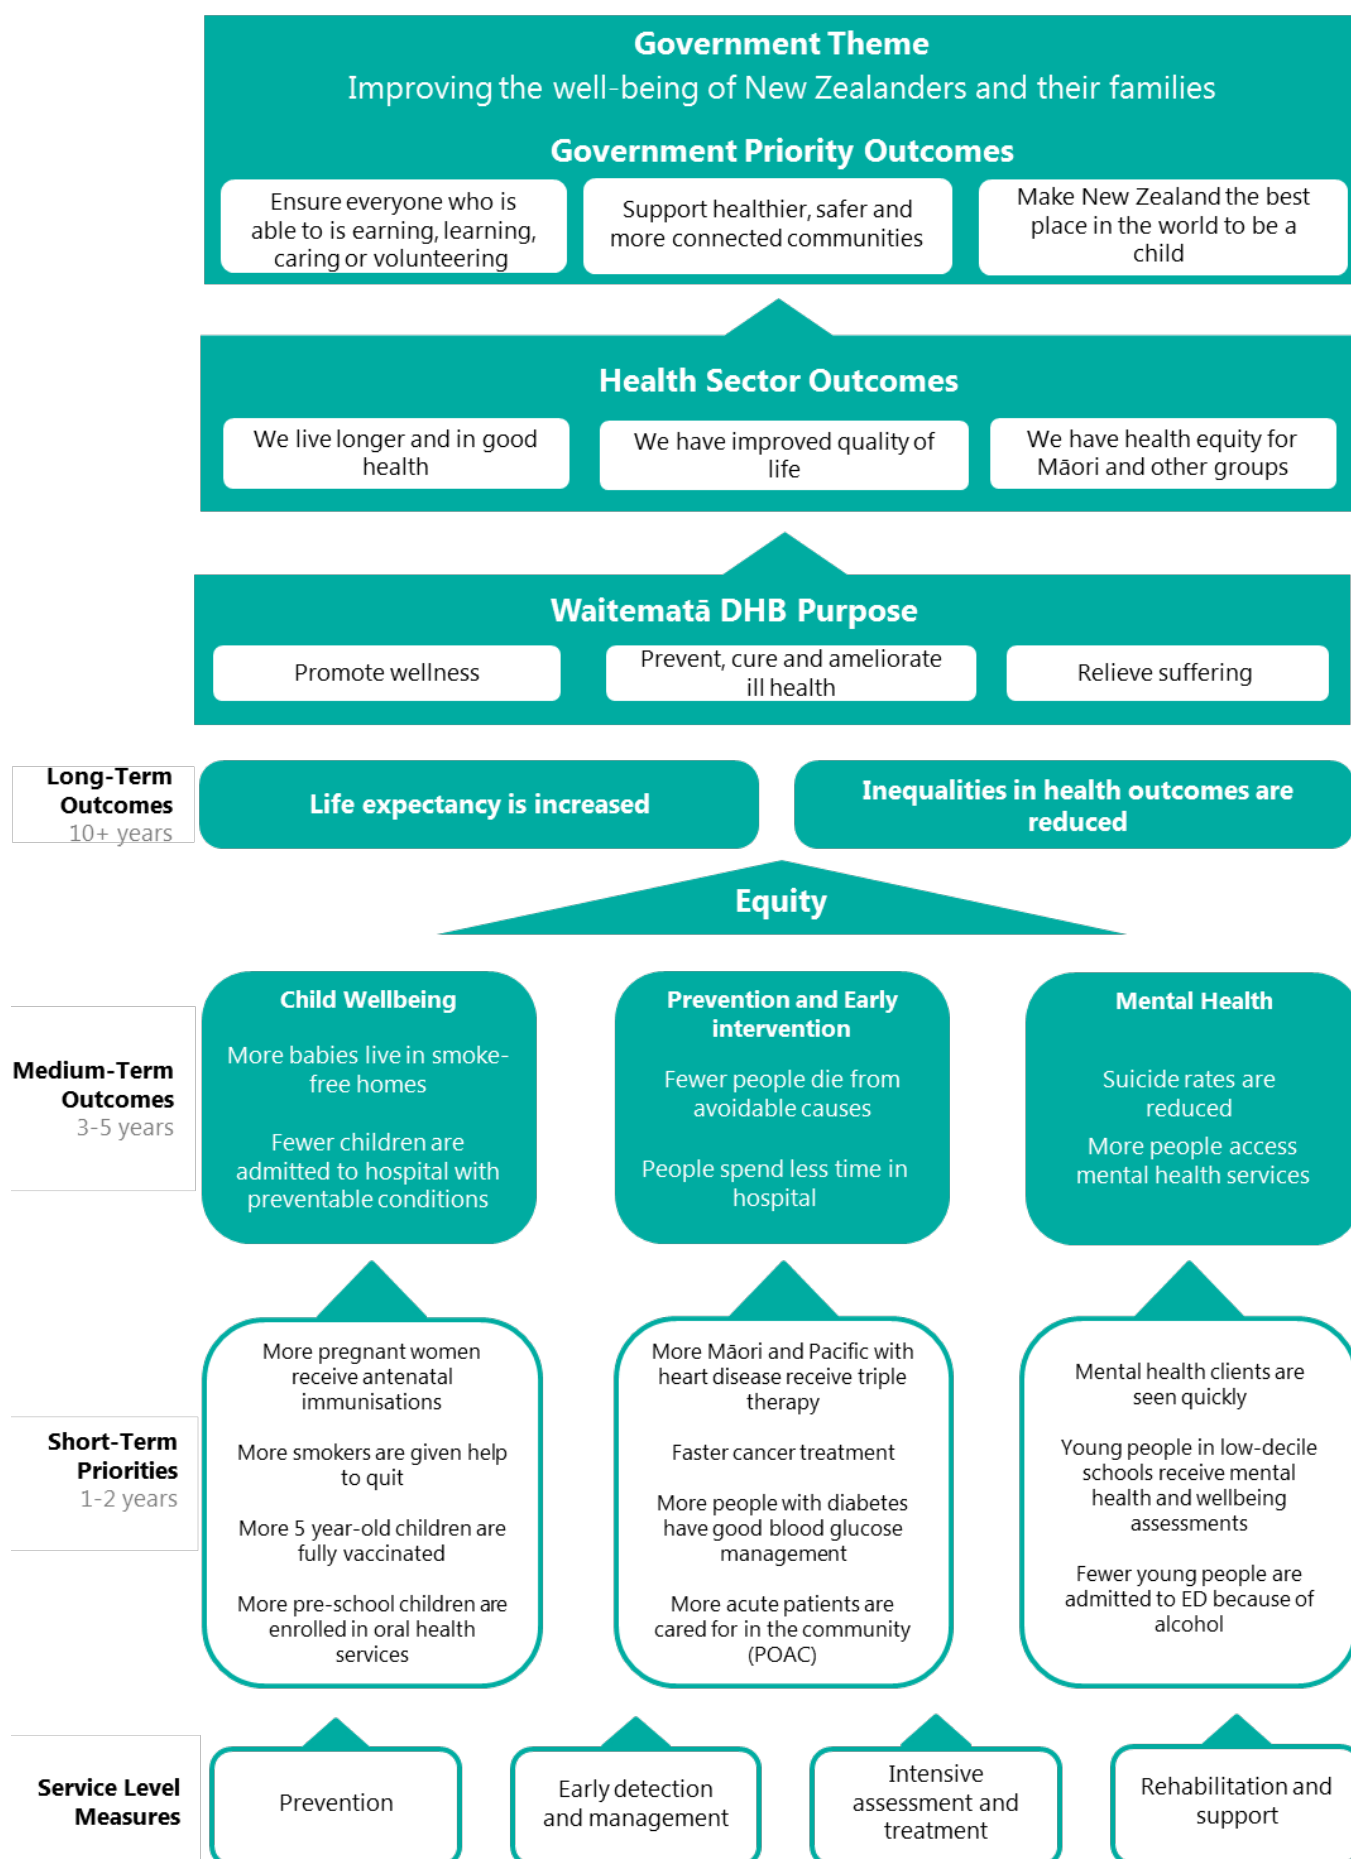 Government Theme
Improving the well-being of New Zealanders and their families
Government Priority Outcomes
Ensure everyone who is
able to is earning, learning,
caring or volunteering
Support healthier, safer and
more connected communities
Make New Zealand the best
place in the world to be a
child
Health Sector Outcomes
We live longer and in good
health
We have improved quality of
life
We have health equity for
Māori and other groups
Waitematā DHB Purpose
Promote wellness
Prevent, cure and ameliorate
ill health
Relieve suffering
Long-Term
Outcomes
10+ years
Life expectancy is increased
Inequalities in health outcomes are
reduced
Equity
Medium-Term
Outcomes
3-5 years
Child Wellbeing
More babies live in smoke-
free homes
Fewer children are
admitted to hospital with
preventable conditions
Prevention and Early
intervention
Fewer people die from
avoidable causes
People spend less time in
hospital
Mental Health
Suicide rates are
reduced
More people access
mental health services
Short-Term
Priorities
1-2 years
More pregnant women
receive antenatal
immunisations
More smokers are given help
to quit
More 5 year-old children are
fully vaccinated
More pre-school children are
enrolled in oral health
services
More Māori and Pacific with
heart disease receive triple
therapy
Faster cancer treatment
More people with diabetes
have good blood glucose
management
More acute patients are
cared for in the community
(POAC)
Mental health clients are
seen quickly
Young people in low-decile
schools receive mental
health and wellbeing
assessments
Fewer young people are
admitted to ED because of
alcohol
Service Level
Measures
Prevention
Early detection
and management
Intensive
assessment and
treatment
Rehabilitation and
support